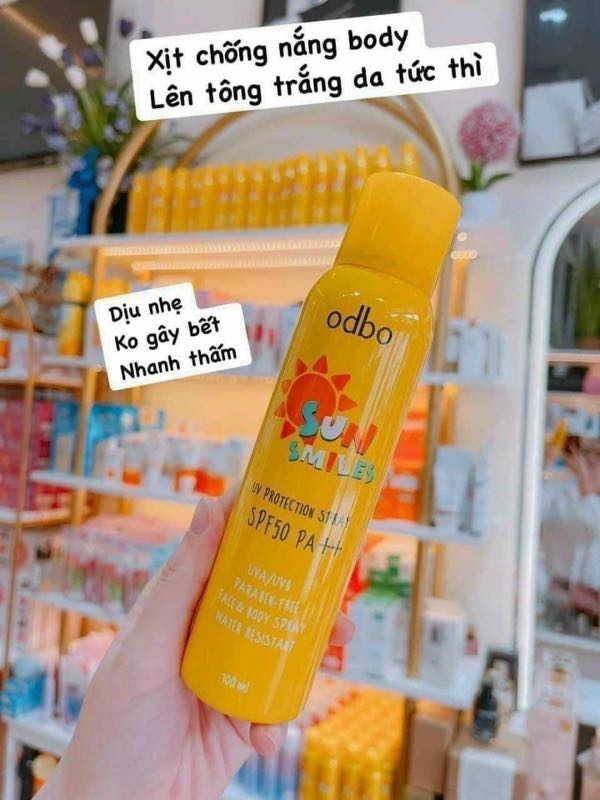 Xịt chống nắng body
Lên tông trắng da tức thì
Dịu nhẹ
Ko gây bết
Nhanh thấm
odbo
SUN
SMILES
UV PROTECTION SPRAY
SPF50 PA++
UVA/UVB
PARABEN-FREE
FACE & BODY SPRAY
WATER RESISTANT
100 ml